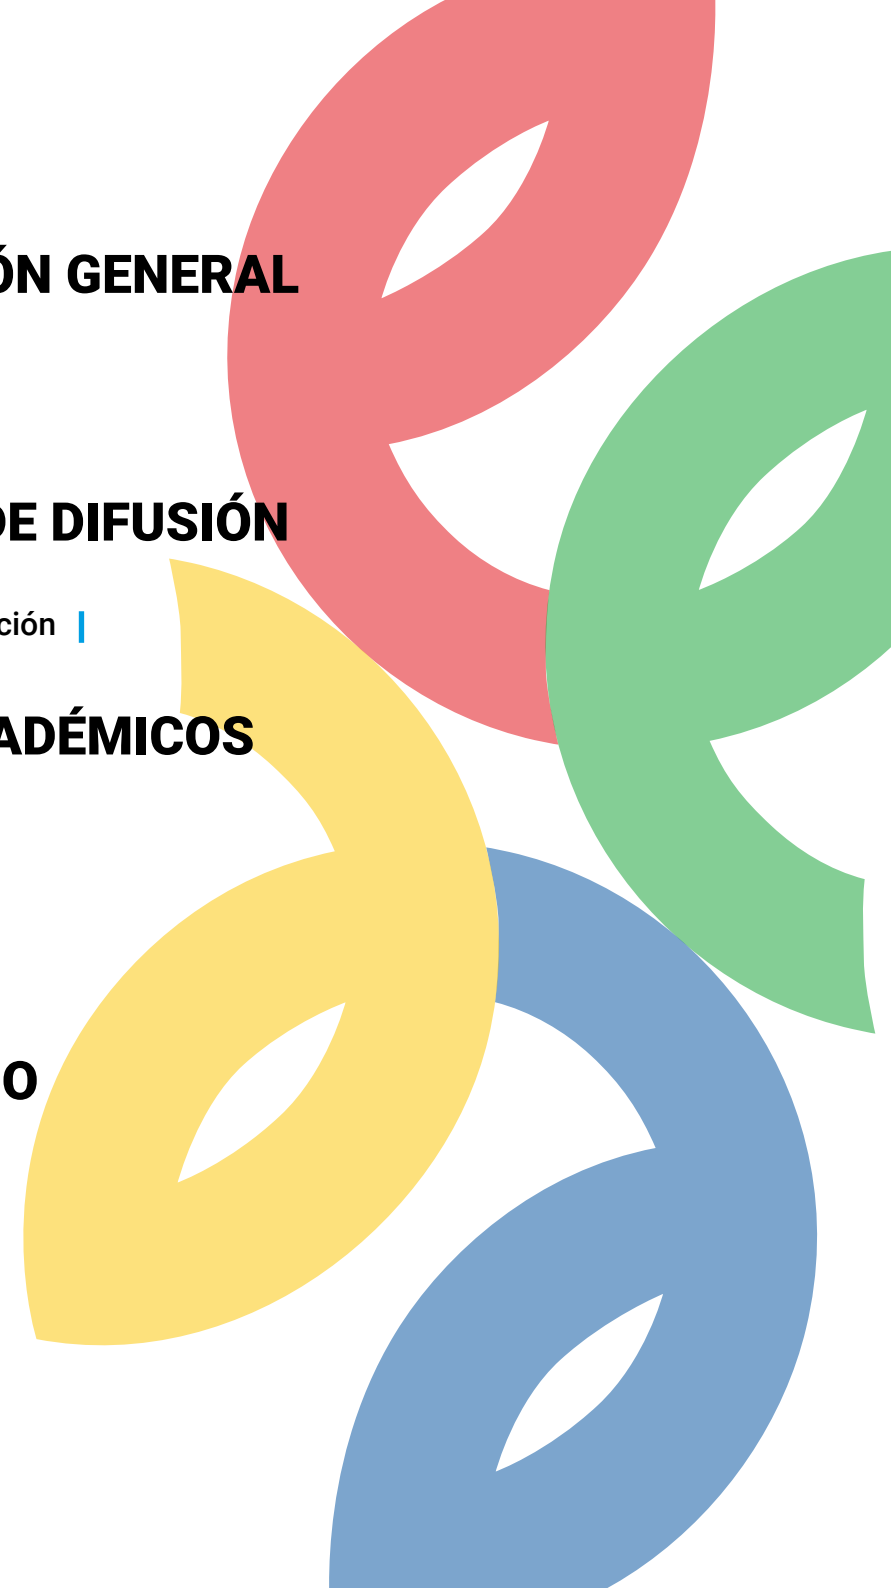 ÓN GENERAL
DE DIFUSIÓN
ción |
ADÉMICOS
O